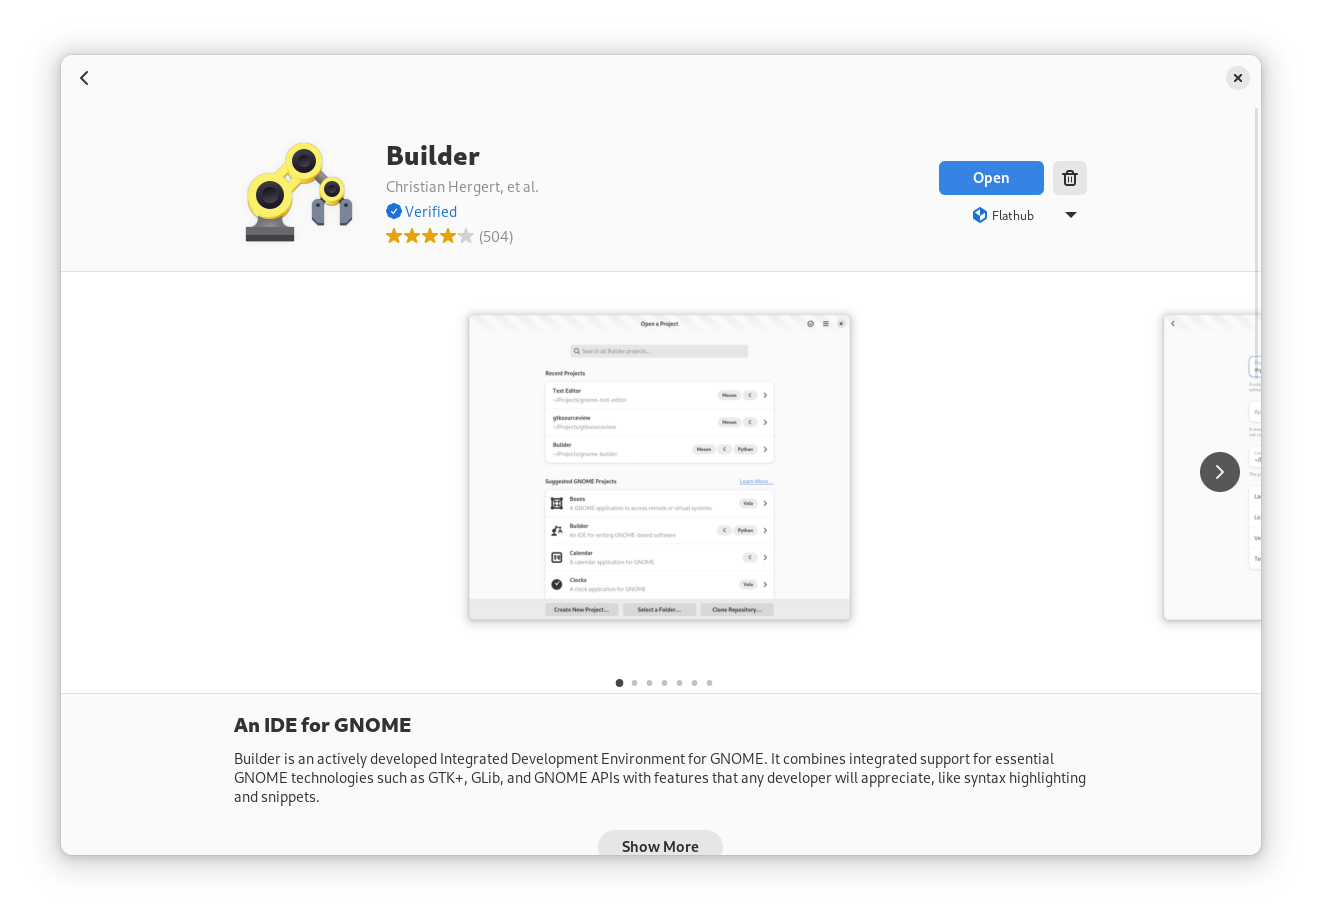 Builder
Christian Hergert, et al.
Verified
(504)
Open
Flathub
Open a Project
Search all Builder projects...
Recent Projects
Text Editor
~/Projects/gnome-text-editor
Meson C
gtksourceview
~/Projects/gtksourceview
Meson C
Builder
~/Projects/gnome-builder
Meson C Python
Suggested GNOME Projects
Learn More...
Boxes
A GNOME application to access remote or virtual systems
Vala
Builder
An IDE for writing GNOME-based software
C Python
Calendar
A calendar application for GNOME
C
Clocks
A clock application for GNOME
Vala
Create New Project...
Select a Folder...
Clone Repository...
An IDE for GNOME
Builder is an actively developed Integrated Development Environment for GNOME. It combines integrated support for essential
GNOME technologies such as GTK+, GLib, and GNOME APIs with features that any developer will appreciate, like syntax highlighting
and snippets.
Show More